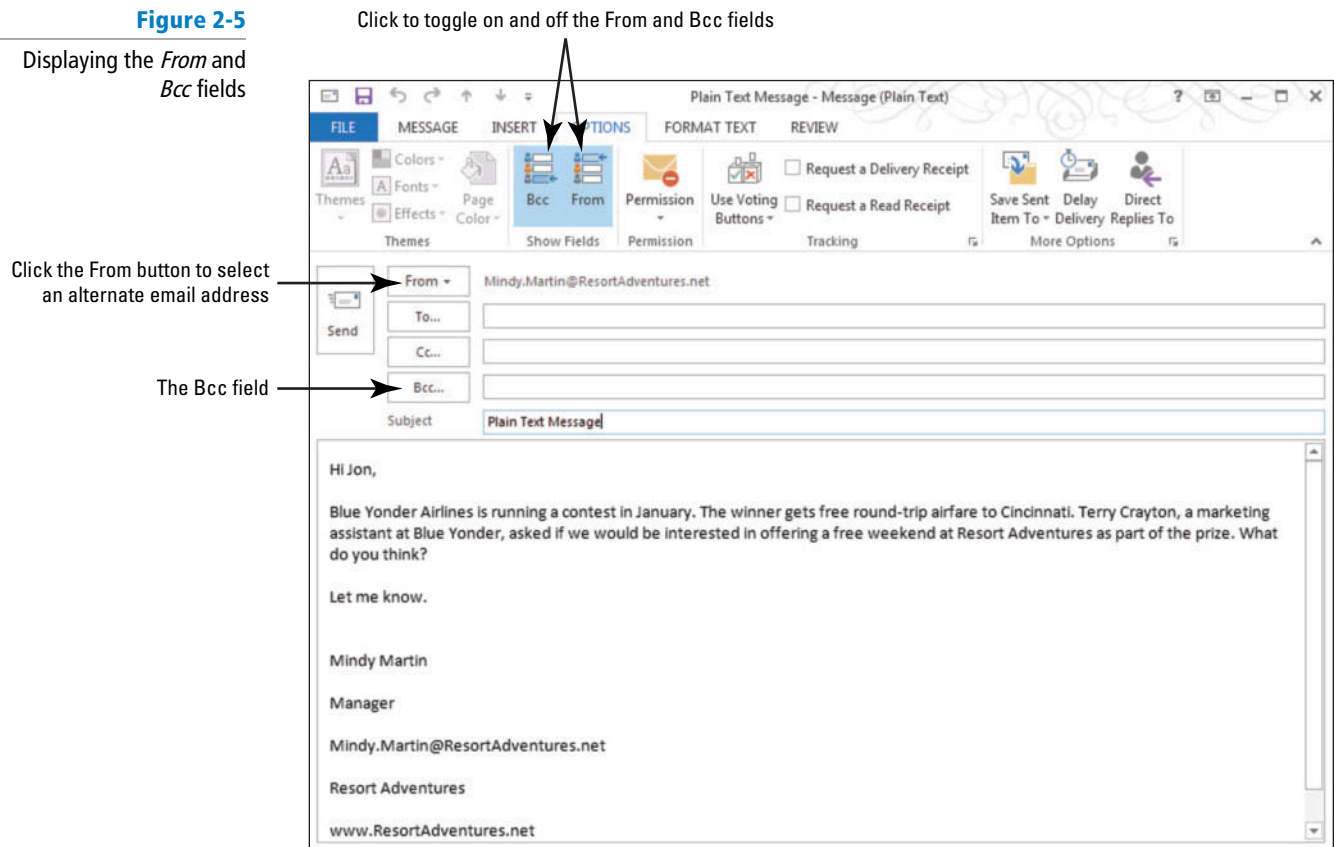 Figure 2-5
Displaying the From and
Bcc fields
Click to toggle on and off the From and Bcc fields
Plain Text Message - Message (Plain Text)
FILE MESSAGE INSERT OPTIONS FORMAT TEXT REVIEW
Themes
Colors
Fonts
Effects
Page
Color
Themes
Bcc From
Show Fields
Permission
Permission
Use Voting
Buttons
Request a Delivery Receipt
Request a Read Receipt
Tracking
Save Sent
Item To
Delay
Delivery
Direct
Replies To
More Options
Click the From button to select
an alternate email address
The Bcc field
Send
From Mindy.Martin@ResortAdventures.net
To...
Cc...
Bcc...
Subject Plain Text Message
Hi Jon,
Blue Yonder Airlines is running a contest in January. The winner gets free round-trip airfare to Cincinnati. Terry Crayton, a marketing
assistant at Blue Yonder, asked if we would be interested in offering a free weekend at Resort Adventures as part of the prize. What
do you think?
Let me know.
Mindy Martin
Manager
Mindy.Martin@ResortAdventures.net
Resort Adventures
www.ResortAdventures.net